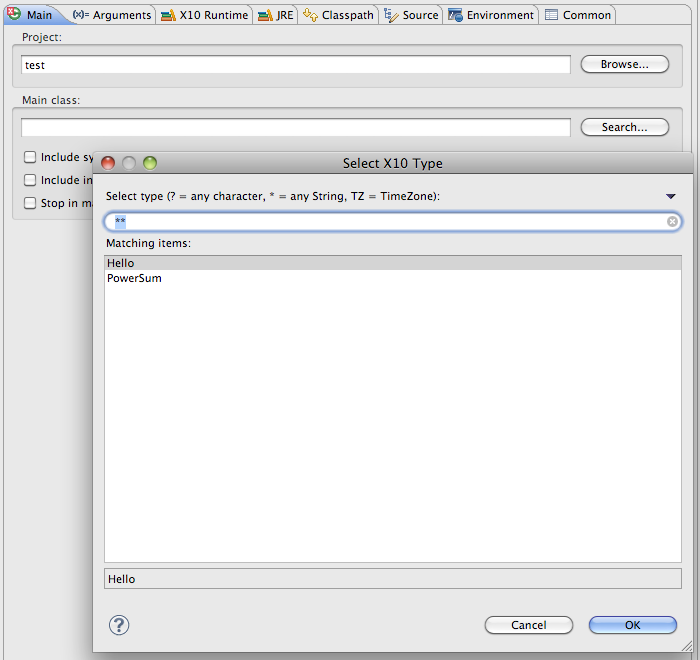 Main (x)= Arguments X10 Runtime JRE Classpath Source Environment Common
Project:
test Browse...
Main class:
Search...
Include sy
Include in
Stop in ma
Select X10 Type
Select type (? = any character, * = any String, TZ = TimeZone):
**
Matching items:
Hello
PowerSum
Hello
? Cancel OK